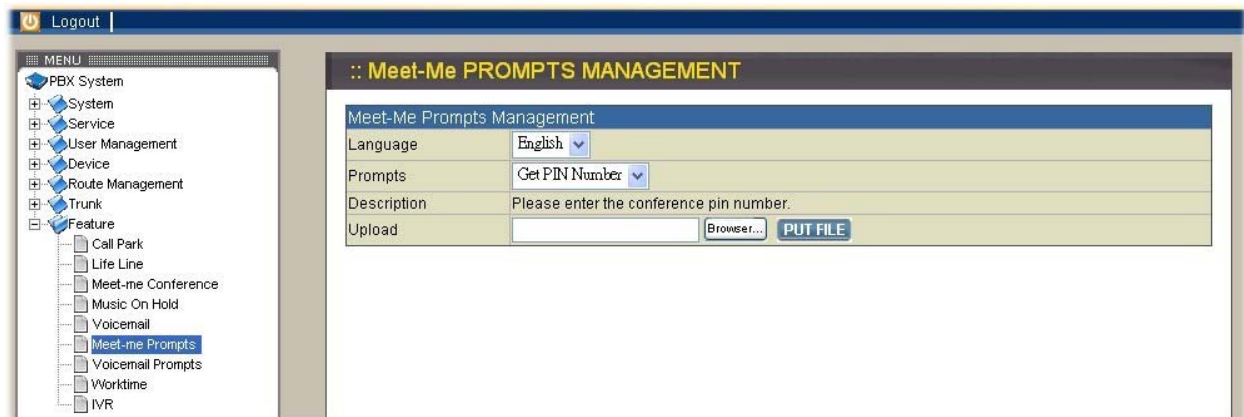 Logout
MENU
PBX System
System
Service
User Management
Device
Route Management
Trunk
Feature
Call Park
Life Line
Meet-me Conference
Music On Hold
Voicemail
Meet-me Prompts
Voicemail Prompts
Worktime
IVR
:: Meet-Me PROMPTS MANAGEMENT
Meet-Me Prompts Management
Language English
Prompts Get PIN Number
Description Please enter the conference pin number.
Upload Browser... PUT FILE